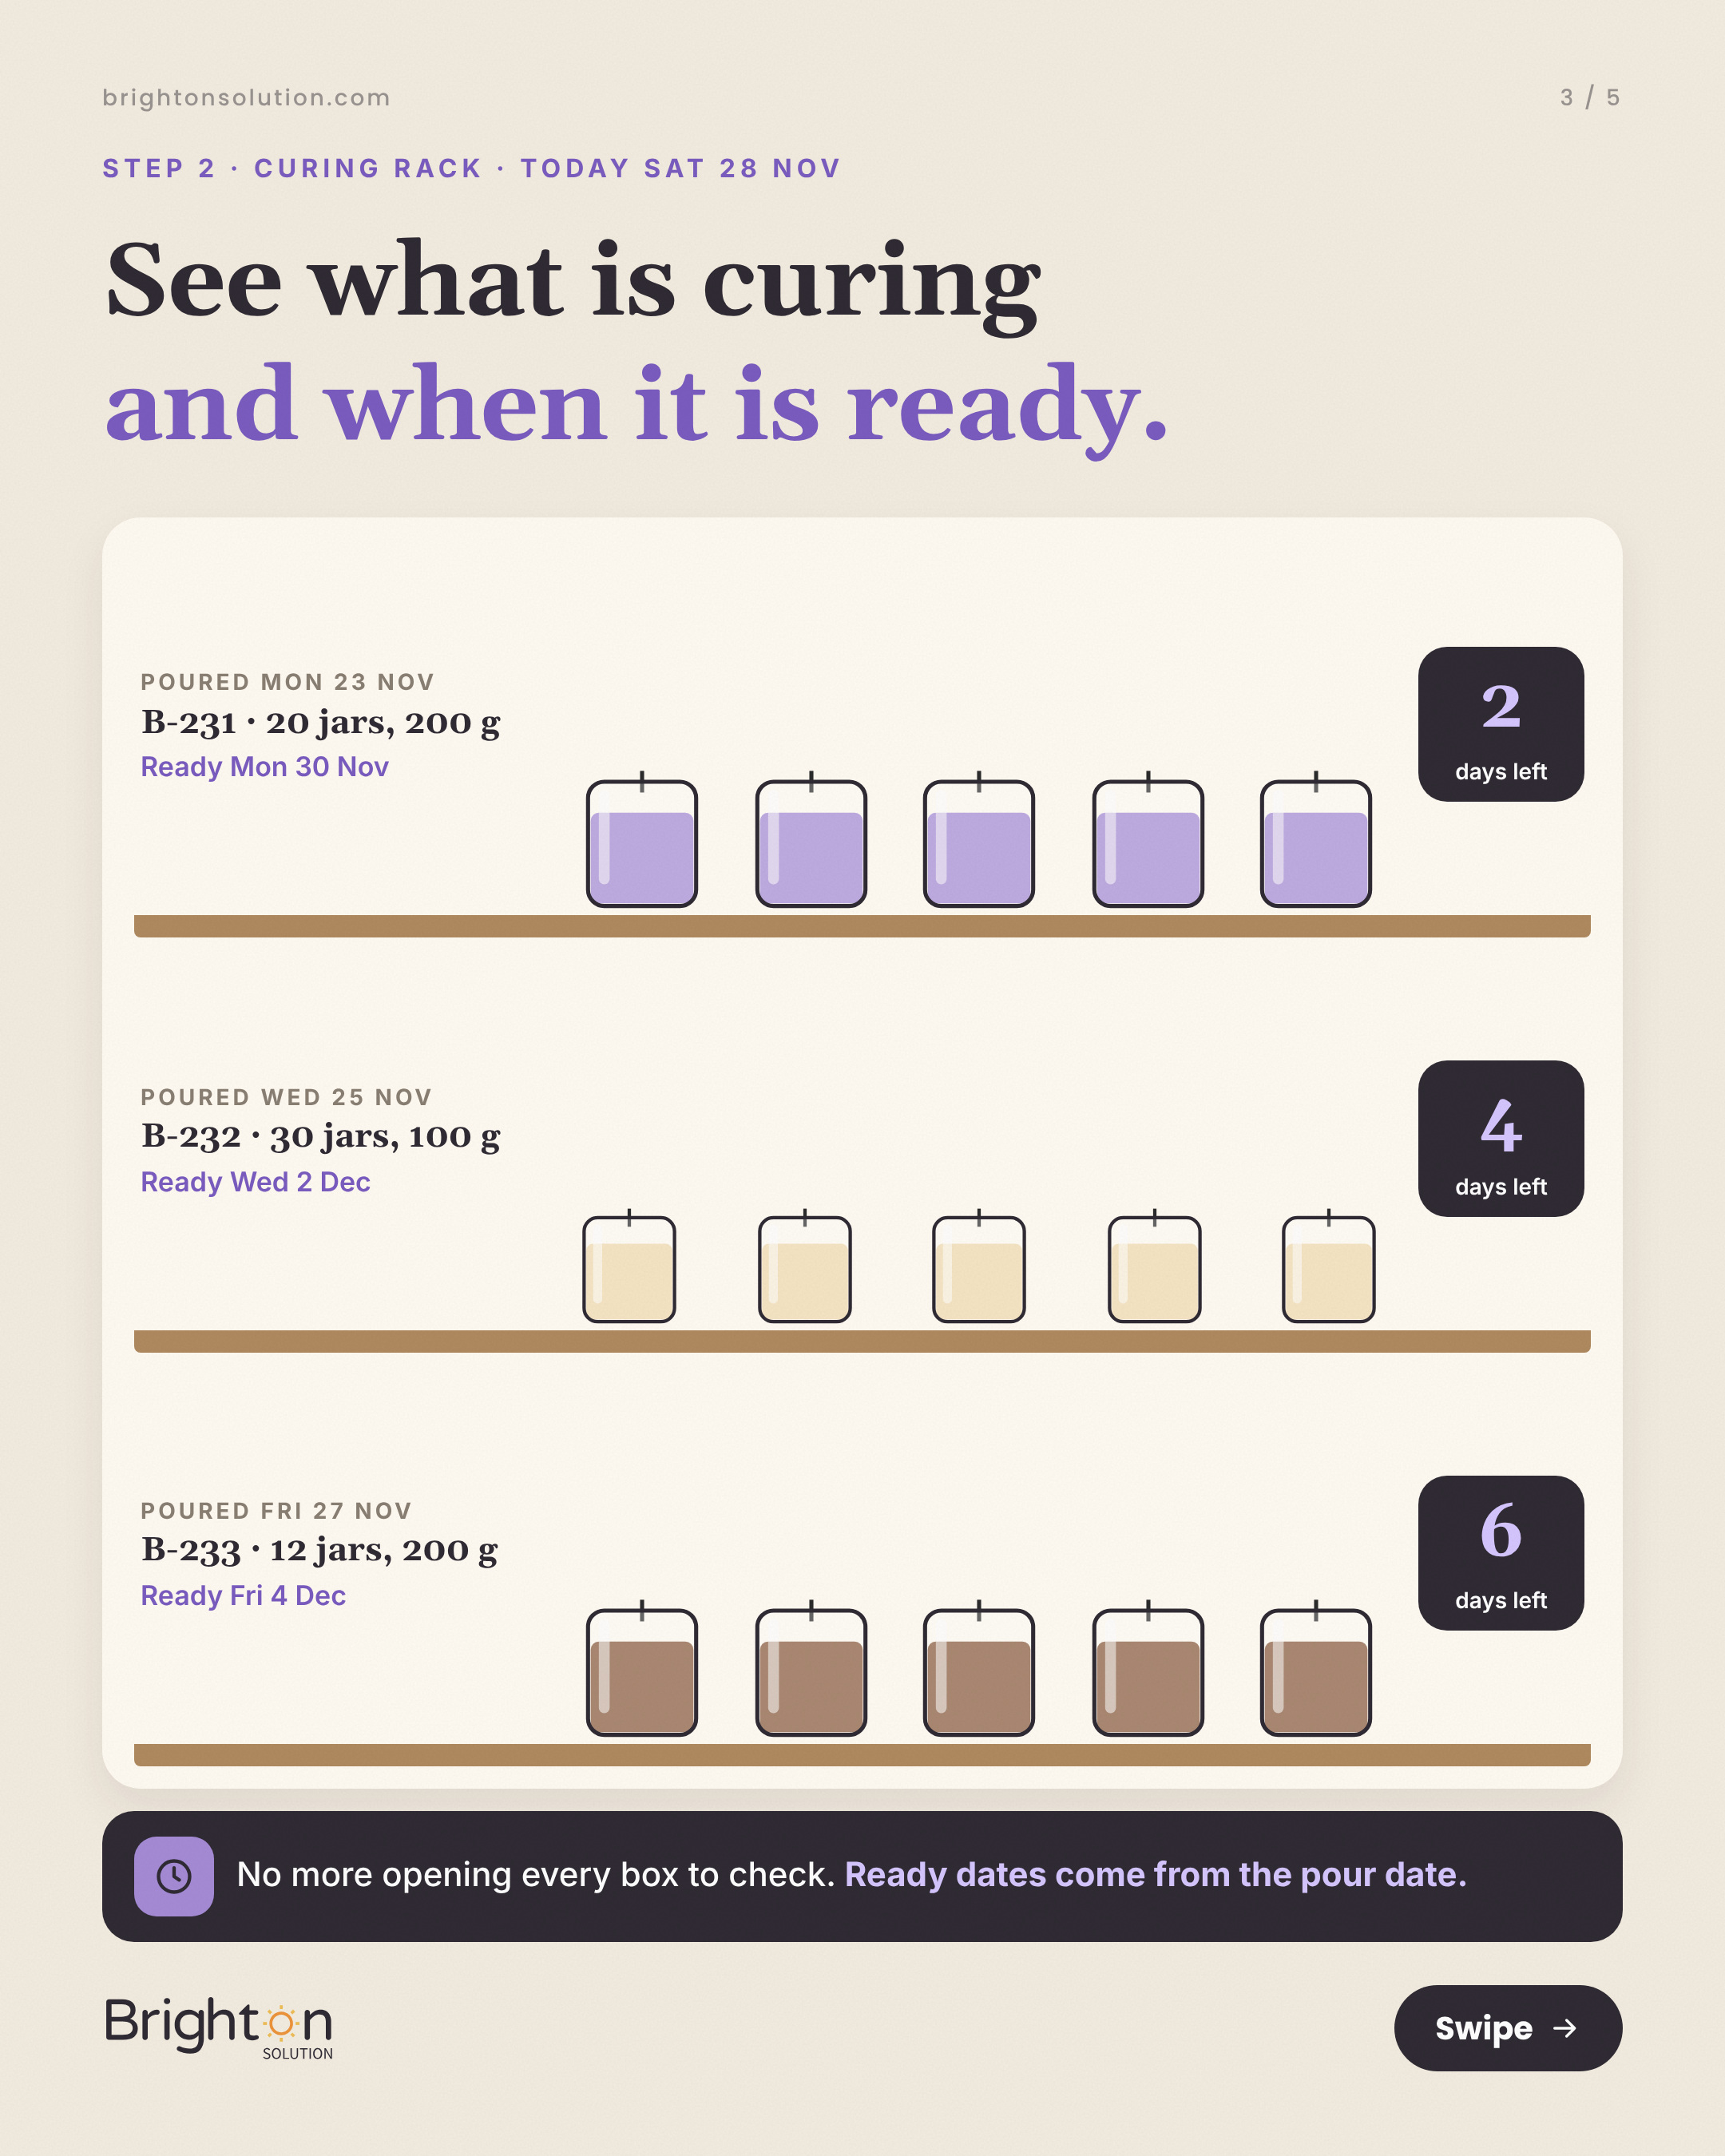 brightonsolution.com
3 / 5
STEP 2 · CURING RACK · TODAY SAT 28 NOV
See what is curing
and when it is ready.
POURED MON 23 NOV
B-231 · 20 jars, 200 g
Ready Mon 30 Nov
2
days left
POURED WED 25 NOV
B-232 · 30 jars, 100 g
Ready Wed 2 Dec
4
days left
POURED FRI 27 NOV
B-233 · 12 jars, 200 g
Ready Fri 4 Dec
6
days left
No more opening every box to check. Ready dates come from the pour date.
Brighton
SOLUTION
Swipe →